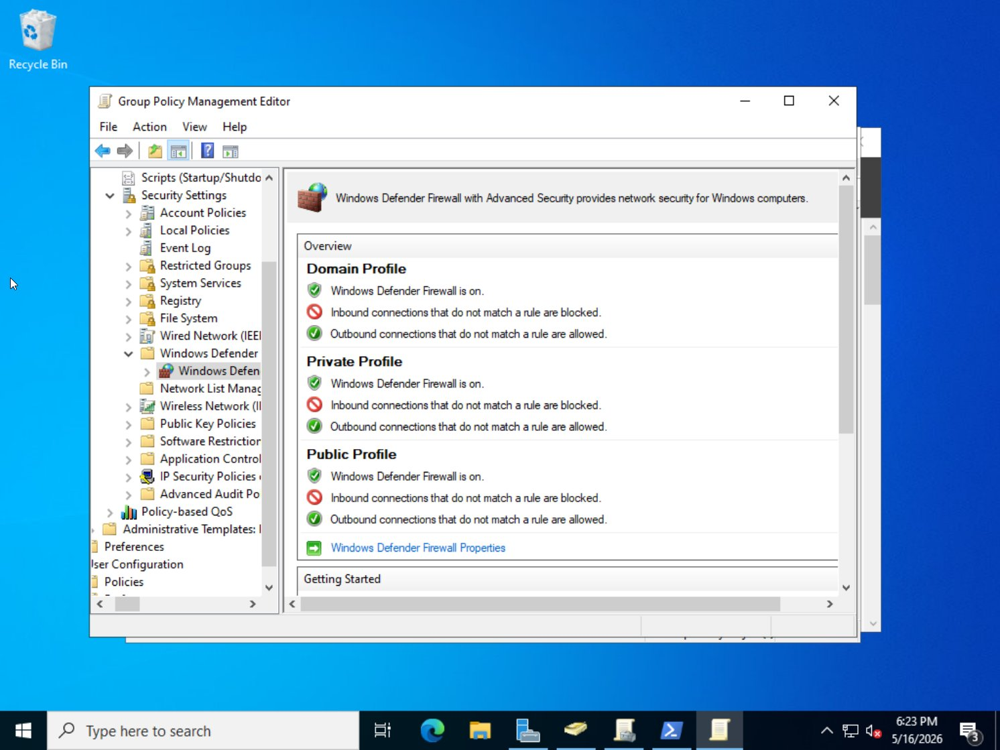 Recycle Bin
Group Policy Management Editor
File Action View Help
Scripts (Startup/Shutdo
Security Settings
Account Policies
Local Policies
Event Log
Restricted Groups
System Services
Registry
File System
Wired Network (IEE
Windows Defender
Windows Defen
Network List Manag
Wireless Network (I
Public Key Policies
Software Restriction
Application Control
IP Security Policies
Advanced Audit Po
Policy-based QoS
Administrative Templates:
Preferences
User Configuration
Policies
Windows Defender Firewall with Advanced Security provides network security for Windows computers.
Overview
Domain Profile
Windows Defender Firewall is on.
Inbound connections that do not match a rule are blocked.
Outbound connections that do not match a rule are allowed.
Private Profile
Windows Defender Firewall is on.
Inbound connections that do not match a rule are blocked.
Outbound connections that do not match a rule are allowed.
Public Profile
Windows Defender Firewall is on.
Inbound connections that do not match a rule are blocked.
Outbound connections that do not match a rule are allowed.
Windows Defender Firewall Properties
Getting Started
Type here to search
6:23 PM
5/16/2026
3